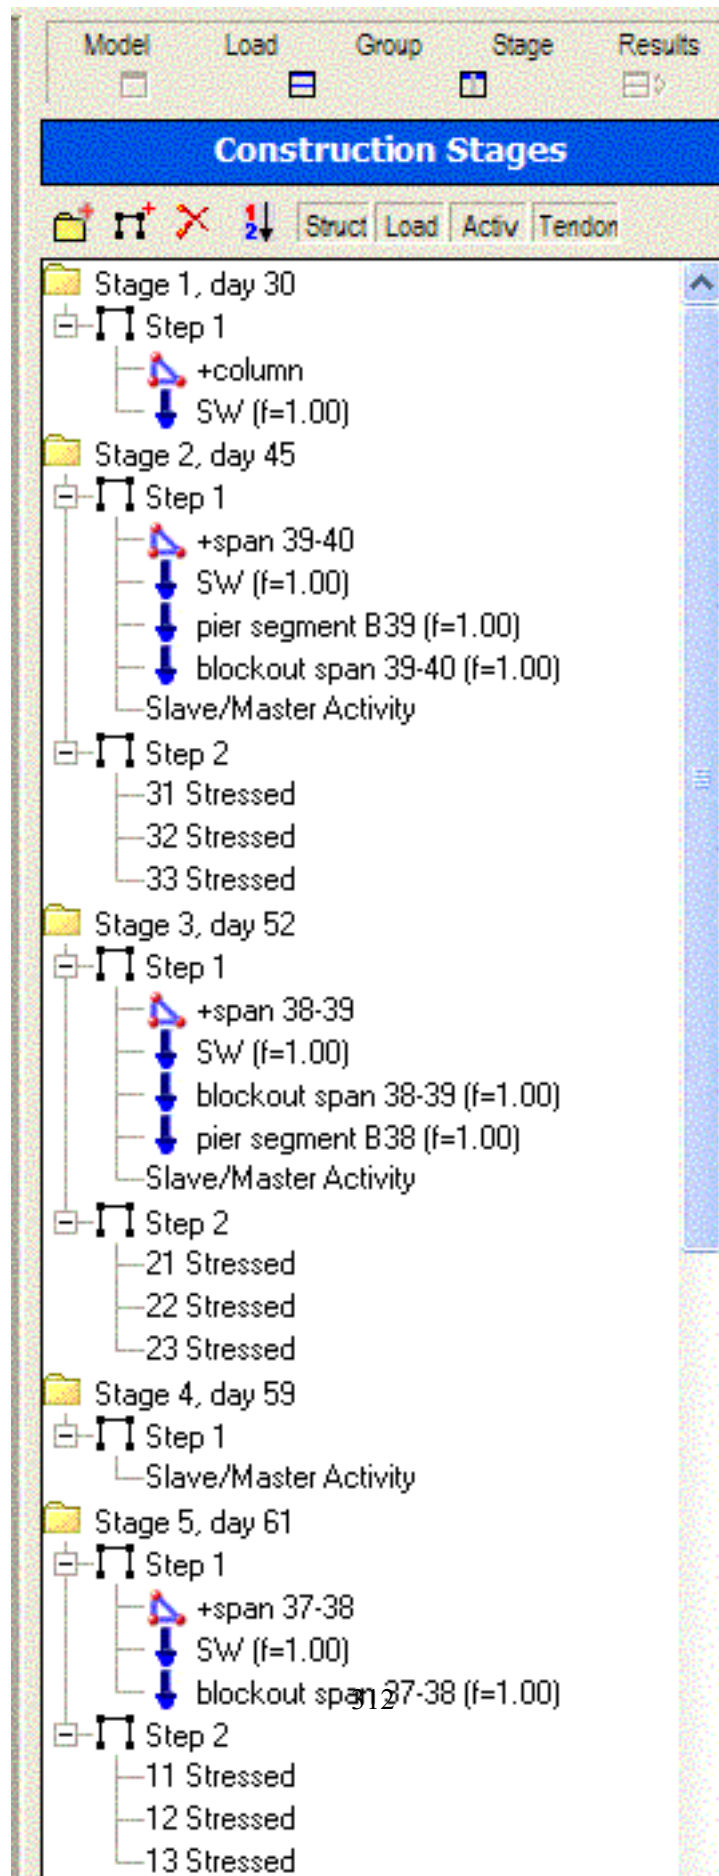 Model Load Group Stage Results
Construction Stages
Struct Load Activ Tendon
Stage 1, day 30
Step 1
+column
SW (f=1.00)
Stage 2, day 45
Step 1
+span 39-40
SW (f=1.00)
pier segment B39 (f=1.00)
blockout span 39-40 (f=1.00)
Slave/Master Activity
Step 2
31 Stressed
32 Stressed
33 Stressed
Stage 3, day 52
Step 1
+span 38-39
SW (f=1.00)
blockout span 38-39 (f=1.00)
pier segment B38 (f=1.00)
Slave/Master Activity
Step 2
21 Stressed
22 Stressed
23 Stressed
Stage 4, day 59
Step 1
Slave/Master Activity
Stage 5, day 61
Step 1
+span 37-38
SW (f=1.00)
blockout span 37-38 (f=1.00)
312
Step 2
11 Stressed
12 Stressed
13 Stressed